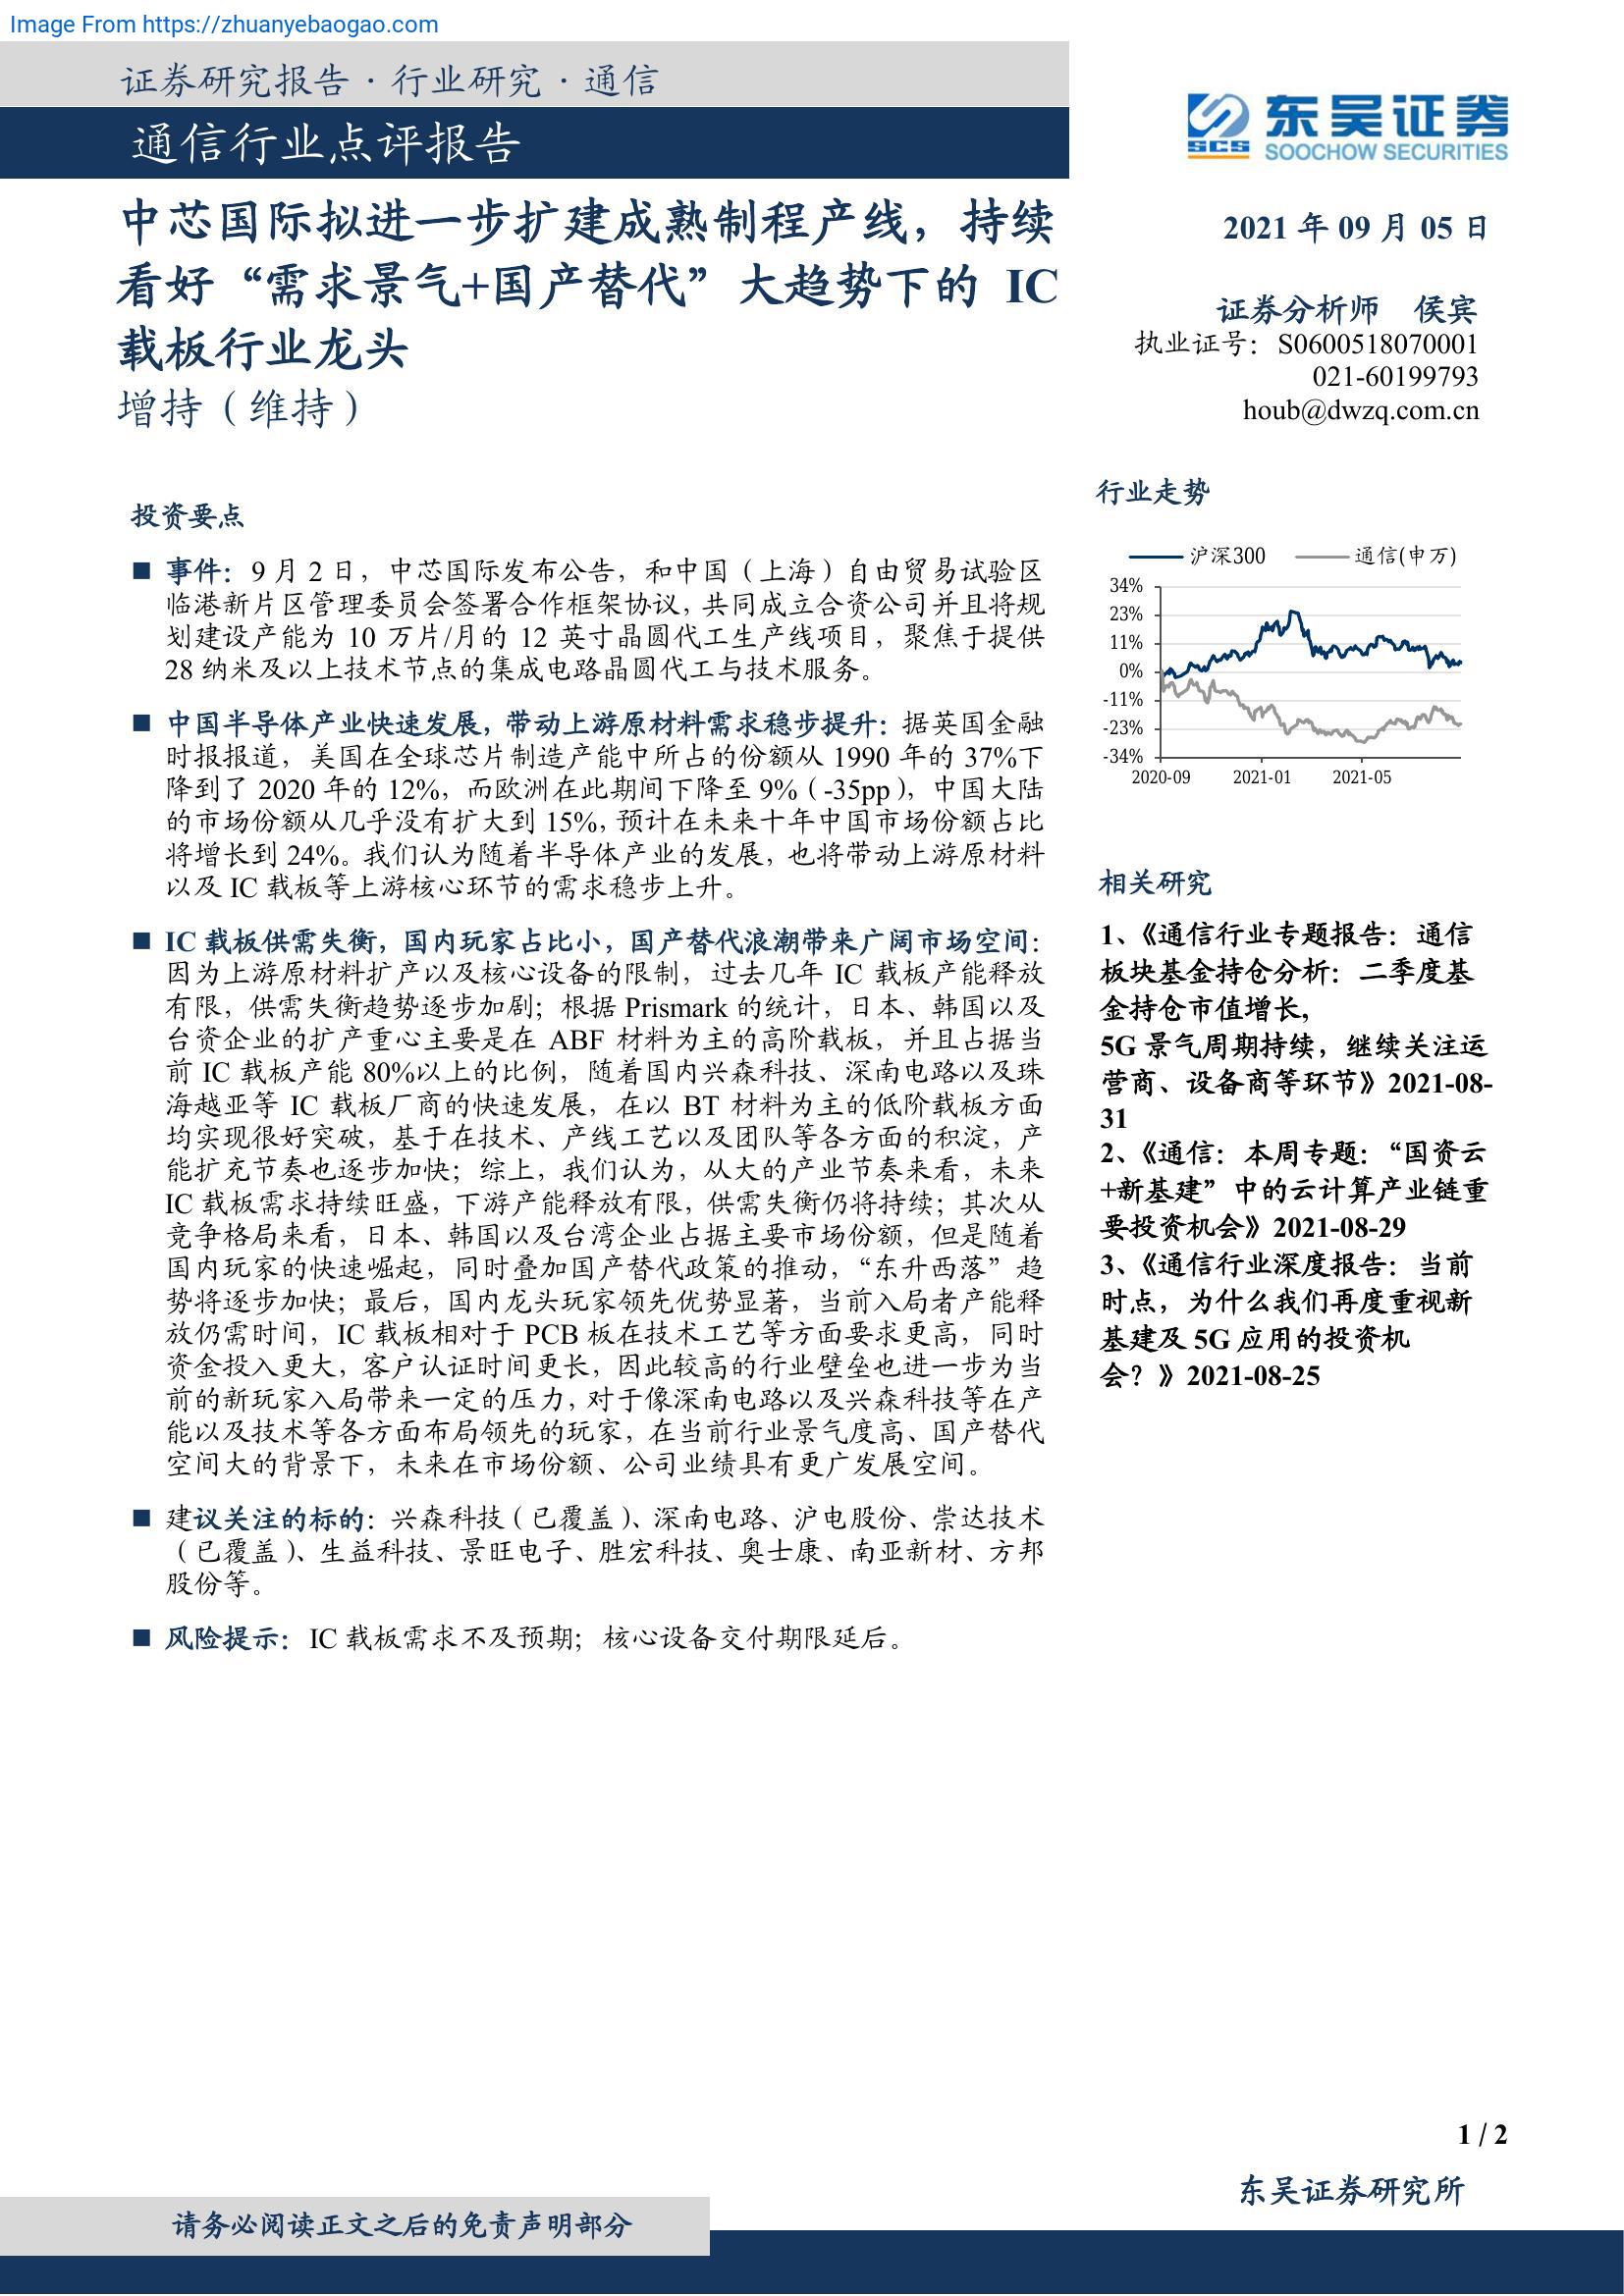 Image From https://zhuanyebaogao.com
证券研究报告·行业研究·通信
通信行业点评报告
东吴证券
SCS
SOOCHOW SECURITIES
中芯国际拟进一步扩建成熟制程产线，持续
看好“需求景气+国产替代”大趋势下的 IC
载板行业龙头
增持（维持）
2021 年 09 月 05 日
证券分析师 侯宾
执业证号：S0600518070001
021-60199793
houb@dwzq.com.cn
投资要点
■ 事件：9 月 2 日，中芯国际发布公告，和中国（上海）自由贸易试验区
临港新片区管理委员会签署合作框架协议，共同成立合资公司并且将规
划建设产能为 10 万片/月的 12 英寸晶圆代工生产线项目，聚焦于提供
28 纳米及以上技术节点的集成电路晶圆代工与技术服务。
■ 中国半导体产业快速发展，带动上游原材料需求稳步提升：据英国金融
时报报道，美国在全球芯片制造产能中所占的份额从 1990 年的 37%下
降到了 2020 年的 12%，而欧洲在此期间下降至 9%（-35pp），中国大陆
的市场份额从几乎没有扩大到 15%，预计在未来十年中国市场份额占比
将增长到 24%。我们认为随着半导体产业的发展，也将带动上游原材料
以及 IC 载板等上游核心环节的需求稳步上升。
■ IC 载板供需失衡，国内玩家占比小，国产替代浪潮带来广阔市场空间：
因为上游原材料扩产以及核心设备的限制，过去几年 IC 载板产能释放
有限，供需失衡趋势逐步加剧；根据 Prismark 的统计，日本、韩国以及
台资企业的扩产重心主要是在 ABF 材料为主的高阶载板，并且占据当
前 IC 载板产能 80%以上的比例，随着国内兴森科技、深南电路以及珠
海越亚等 IC 载板厂商的快速发展，在以 BT 材料为主的低阶载板方面
均实现很好突破，基于在技术、产线工艺以及团队等各方面的积淀，产
能扩充节奏也逐步加快；综上，我们认为，从大的产业节奏来看，未来
IC 载板需求持续旺盛，下游产能释放有限，供需失衡仍将持续；其次从
竞争格局来看，日本、韩国以及台湾企业占据主要市场份额，但是随着
国内玩家的快速崛起，同时叠加国产替代政策的推动，“东升西落”趋
势将逐步加快；最后，国内龙头玩家领先优势显著，当前入局者产能释
放仍需时间，IC 载板相对于 PCB 板在技术工艺等方面要求更高，同时
资金投入更大，客户认证时间更长，因此较高的行业壁垒也进一步为当
前的新玩家入局带来一定的压力，对于像深南电路以及兴森科技等在产
能以及技术等各方面布局领先的玩家，在当前行业景气度高、国产替代
空间大的背景下，未来在市场份额、公司业绩具有更广发展空间。
■ 建议关注的标的：兴森科技（已覆盖）、深南电路、沪电股份、崇达技术
（已覆盖）、生益科技、景旺电子、胜宏科技、奥士康、南亚新材、方邦
股份等。
■ 风险提示：IC 载板需求不及预期；核心设备交付期限延后。
行业走势
沪深300 通信(申万)
34%
23%
11%
0%
-11%
-23%
-34%
2020-09 2021-01 2021-05
相关研究
1、《通信行业专题报告：通信
板块基金持仓分析：二季度基
金持仓市值增长，
5G 景气周期持续，继续关注运
营商、设备商等环节》2021-08-
31
2、《通信：本周专题：“国资云
+新基建”中的云计算产业链重
要投资机会》2021-08-29
3、《通信行业深度报告：当前
时点，为什么我们再度重视新
基建及 5G 应用的投资机
会？》2021-08-25
1 / 2
东吴证券研究所
请务必阅读正文之后的免责声明部分